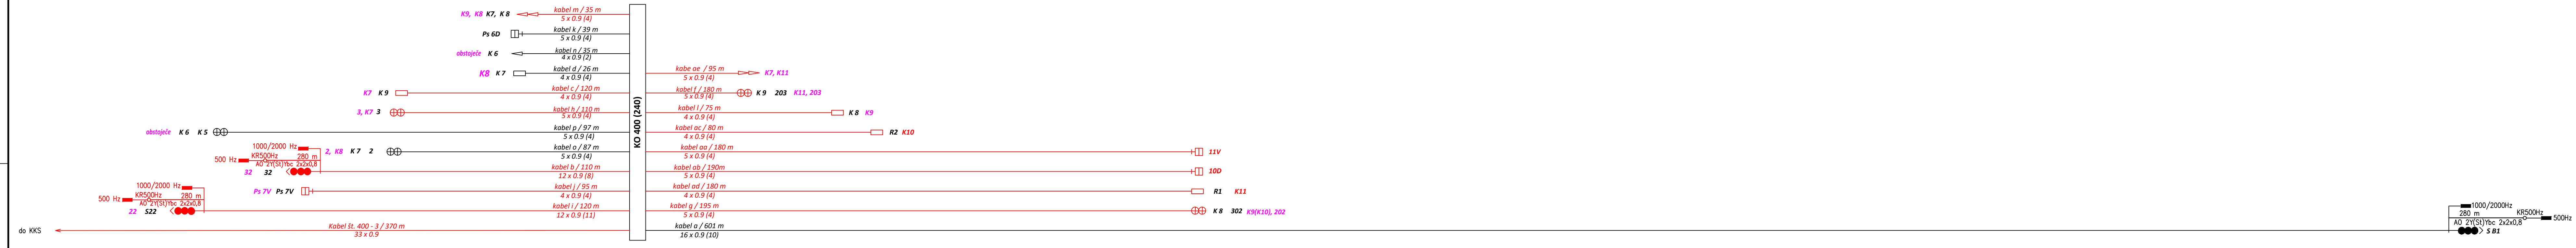 K9, K8 K7, K 8 kabel m / 35 m
5 x 0.9 (4)
Ps 6D kabel k / 39 m
5 x 0.9 (4)
obstoječe K 6 kabel n / 35 m
4 x 0.9 (2)
K8 K 7 kabel d / 26 m
4 x 0.9 (4)
K7 K 9 kabel c / 120 m
4 x 0.9 (4)
3, K7 3 kabel h / 110 m
5 x 0.9 (4)
obstoječe K 6 K 5 kabel p / 97 m
5 x 0.9 (4)
2, K8 K 7 2 kabel o / 87 m
5 x 0.9 (4)
1000/2000 Hz
500 Hz KR500Hz 280 m
A0 2Y(St)Ybc 2x2x0,8
32 32 kabel b / 110 m
12 x 0.9 (8)
Ps 7V Ps 7V kabel j / 95 m
4 x 0.9 (4)
1000/2000 Hz
500 Hz KR500Hz 280 m
A0 2Y(St)Ybc 2x2x0,8
22 S22 kabel i / 120 m
12 x 0.9 (11)
do KKS Kabel št. 400 - 3 / 370 m
33 x 0.9
KO 400 (240)
kabe ae / 95 m K7, K11
5 x 0.9 (4)
kabel f / 180 m K 9 203 K11, 203
5 x 0.9 (4)
kabel l / 75 m K 8 K9
4 x 0.9 (4)
kabel ac / 80 m R2 K10
4 x 0.9 (4)
kabel aa / 180 m 11V
5 x 0.9 (4)
kabel ab / 190m 10D
5 x 0.9 (4)
kabel ad / 180 m R1 K11
4 x 0.9 (4)
kabel g / 195 m K 8 302 K9(K10), 202
5 x 0.9 (4)
kabel a / 601 m
16 x 0.9 (10)
1000/2000Hz
280 m KR500Hz 500Hz
A0 2Y(St)Ybc 2x2x0,8
S B1